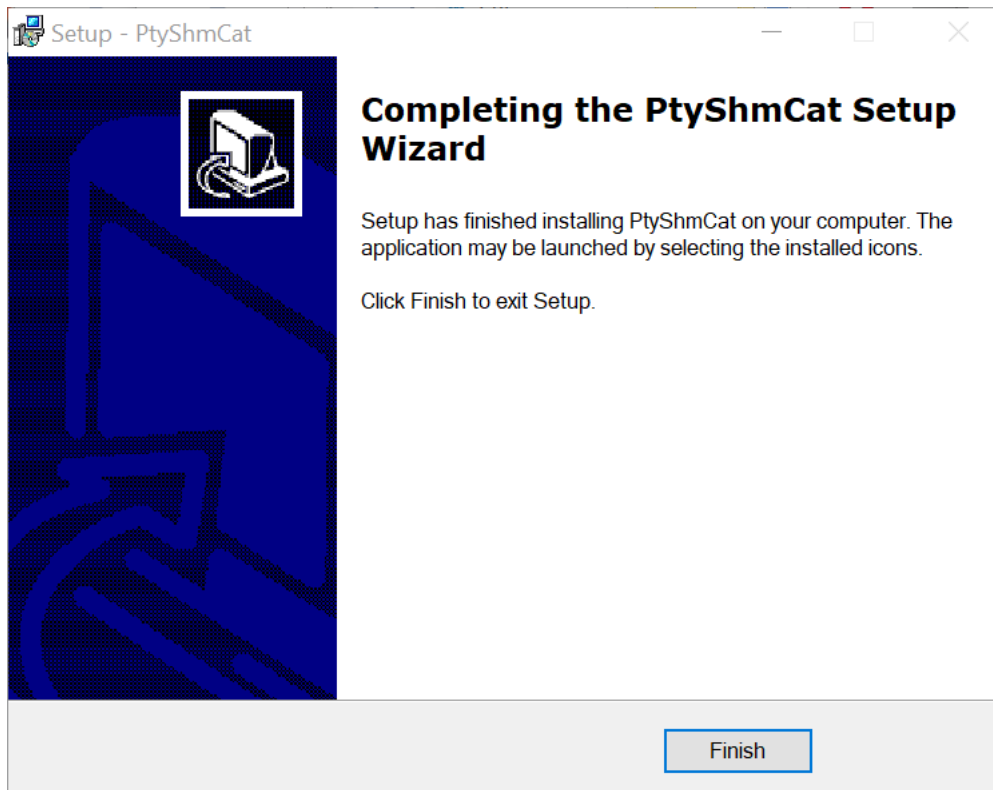 Setup - PtyShmCat
Completing the PtyShmCat Setup
Wizard
Setup has finished installing PtyShmCat on your computer. The
application may be launched by selecting the installed icons.
Click Finish to exit Setup.
Finish